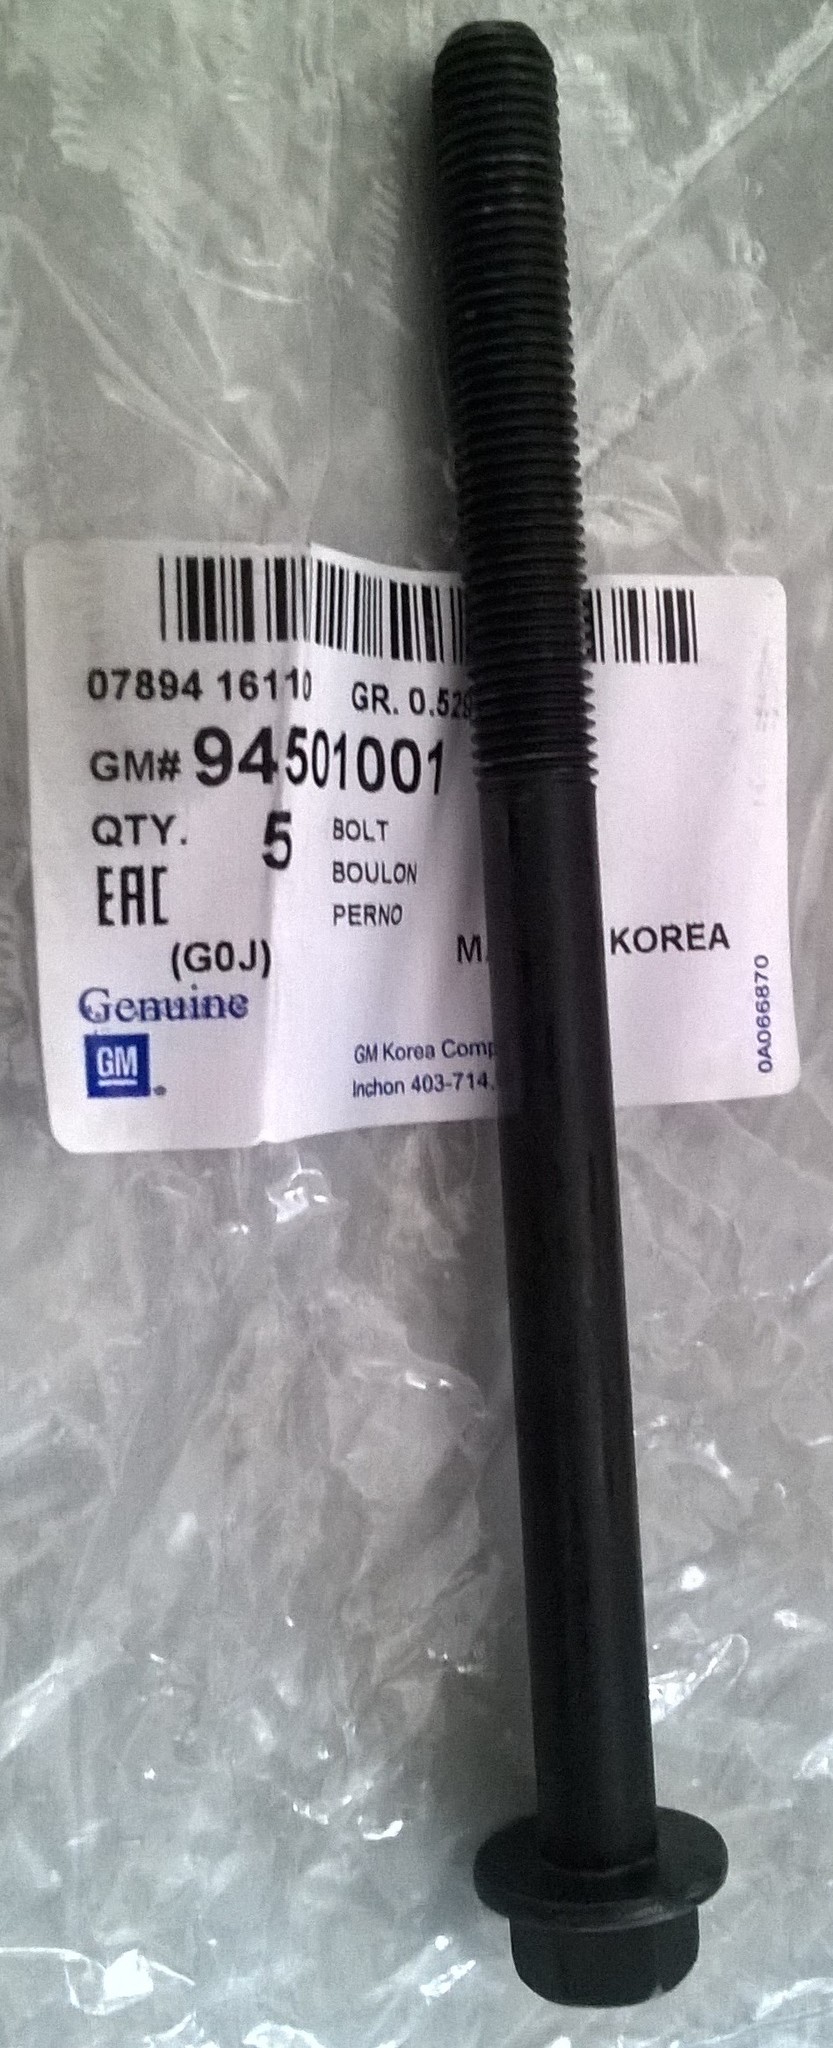 07894 16110 GR. 0.529
GM# 94501001
QTY. 5 BOLT
BOULON
PERNO
EAC
(G0J)
KOREA
Genuine
GM
GM Korea Comp
Inchon 403-714.
0A066870